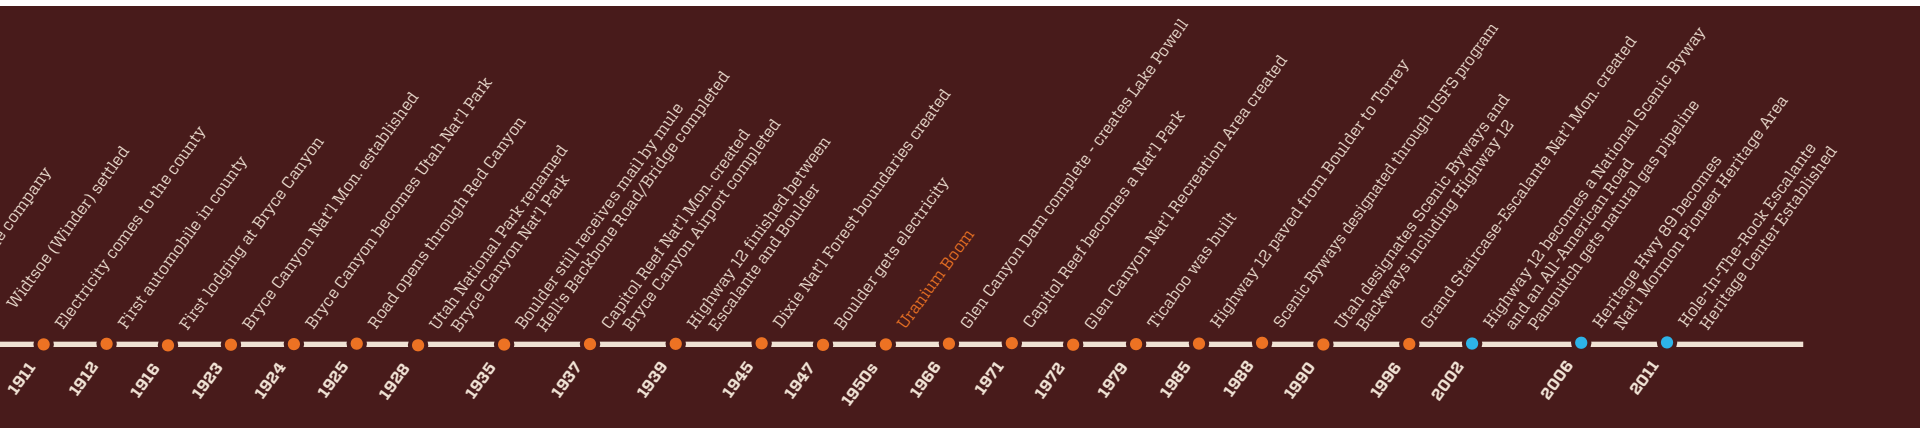 company
Widtsoe (Winder) settled
Electricity comes to the county
First automobile in county
First lodging at Bryce Canyon
Bryce Canyon Nat'l Mon. established
Bryce Canyon becomes Utah Nat'l Park
Road opens through Red Canyon
Utah National Park renamed
Bryce Canyon Nat'l Park
Boulder still receives mail by mule
Hell's Backbone Road/Bridge completed
Capitol Reef Nat'l Mon. created
Bryce Canyon Airport completed
Highway 12 finished between
Escalante and Boulder
Dixie Nat'l Forest boundaries created
Boulder gets electricity
Uranium Boom
Glen Canyon Dam complete - creates Lake Powell
Capitol Reef becomes a Nat'l Park
Glen Canyon Nat'l Recreation Area created
Ticaboo was built
Highway 12 paved from Boulder to Torrey
Scenic Byways designated through USFS program
Utah designates Scenic Byways and
Backways including Highway 12
Grand Staircase-Escalante Nat'l Mon. created
Highway 12 becomes a National Scenic Byway
and an All-American Road
Panguitch gets natural gas pipeline
Heritage Hwy 89 becomes
Nat'l Mormon Pioneer Heritage Area
Hole-In-The-Rock Escalante
Heritage Center Established
1911
1912
1916
1923
1924
1925
1928
1935
1937
1939
1945
1947
1950s
1966
1971
1972
1979
1985
1988
1990
1996
2002
2006
2011